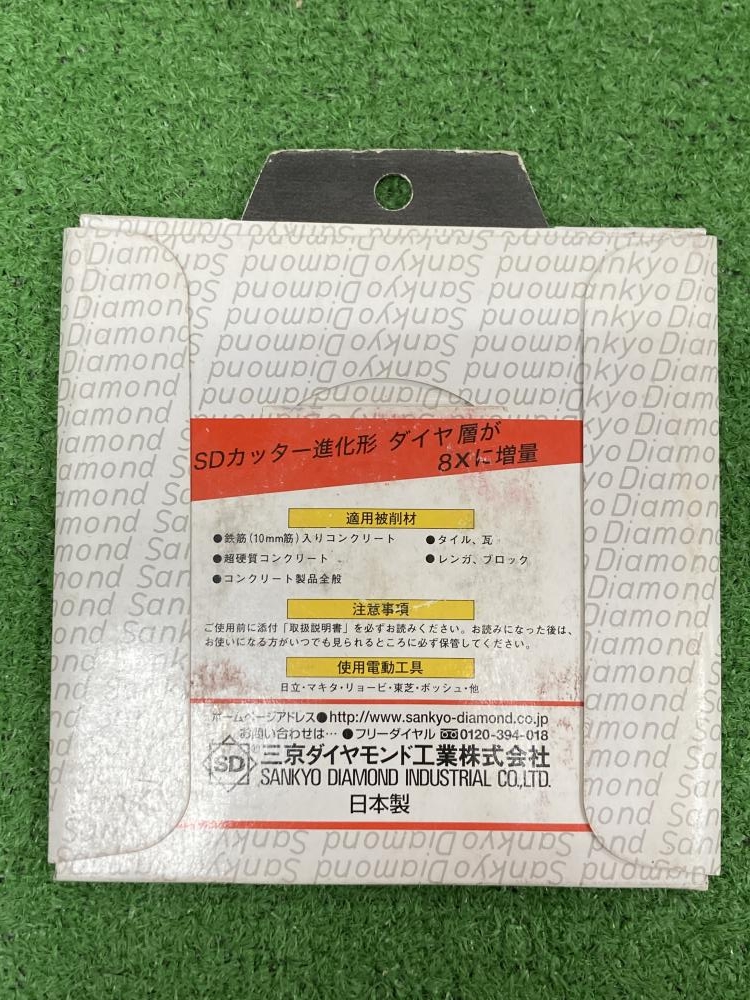 SDカッター進化形 ダイヤ層が
8Xに増量
適用被削材
●鉄筋(10mm筋)入りコンクリート ●タイル、瓦
●超硬質コンクリート ●レンガ、ブロック
●コンクリート製品全般
注意事項
ご使用前に添付「取扱説明書」を必ずお読みください。お読みになった後は、
お使いになる方がいつでも見られるところに必ず保管してください。
使用電動工具
日立・マキタ・リョービ・東芝・ボッシュ・他
ホームページアドレス●http://www.sankyo-diamond.co.jp
お問い合わせは… ●フリーダイヤル 0120-394-018
SD® 三京ダイヤモンド工業株式会社
SANKYO DIAMOND INDUSTRIAL CO.,LTD.
日本製